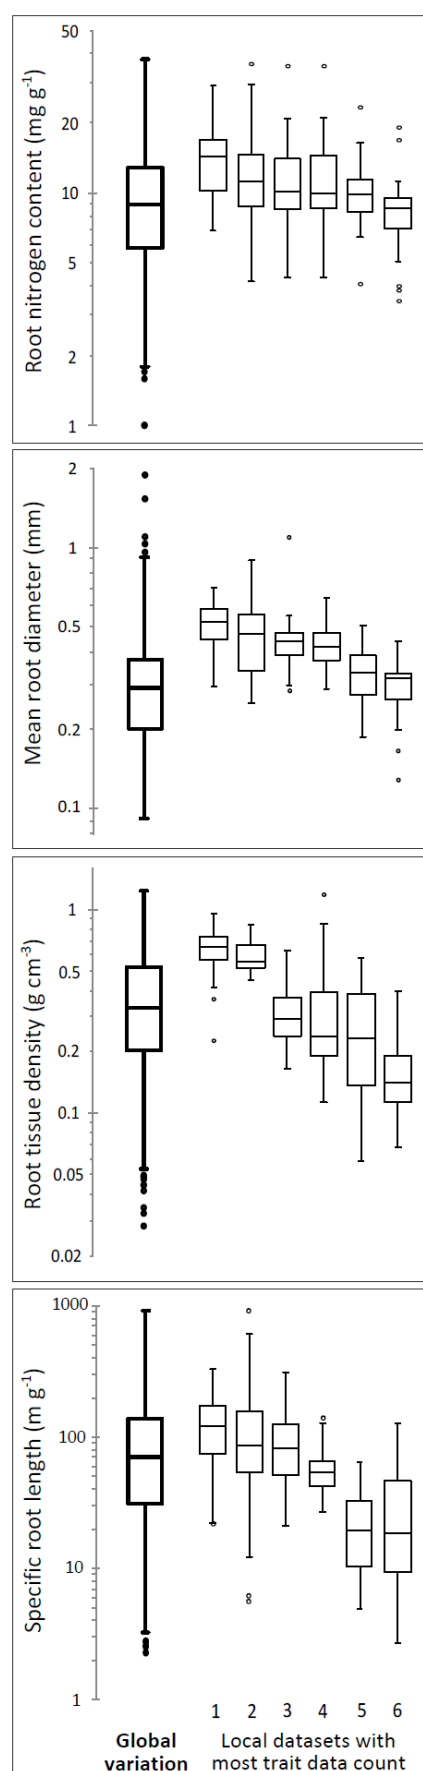 Root nitrogen content (mg g⁻¹)
50
20
10
5
2
1
Mean root diameter (mm)
2
1
0.5
0.2
0.1
Root tissue density (g cm⁻³)
1
0.5
0.2
0.1
0.05
0.02
Specific root length (m g⁻¹)
1000
100
10
1
1 2 3 4 5 6
Global
variation
Local datasets with
most trait data count